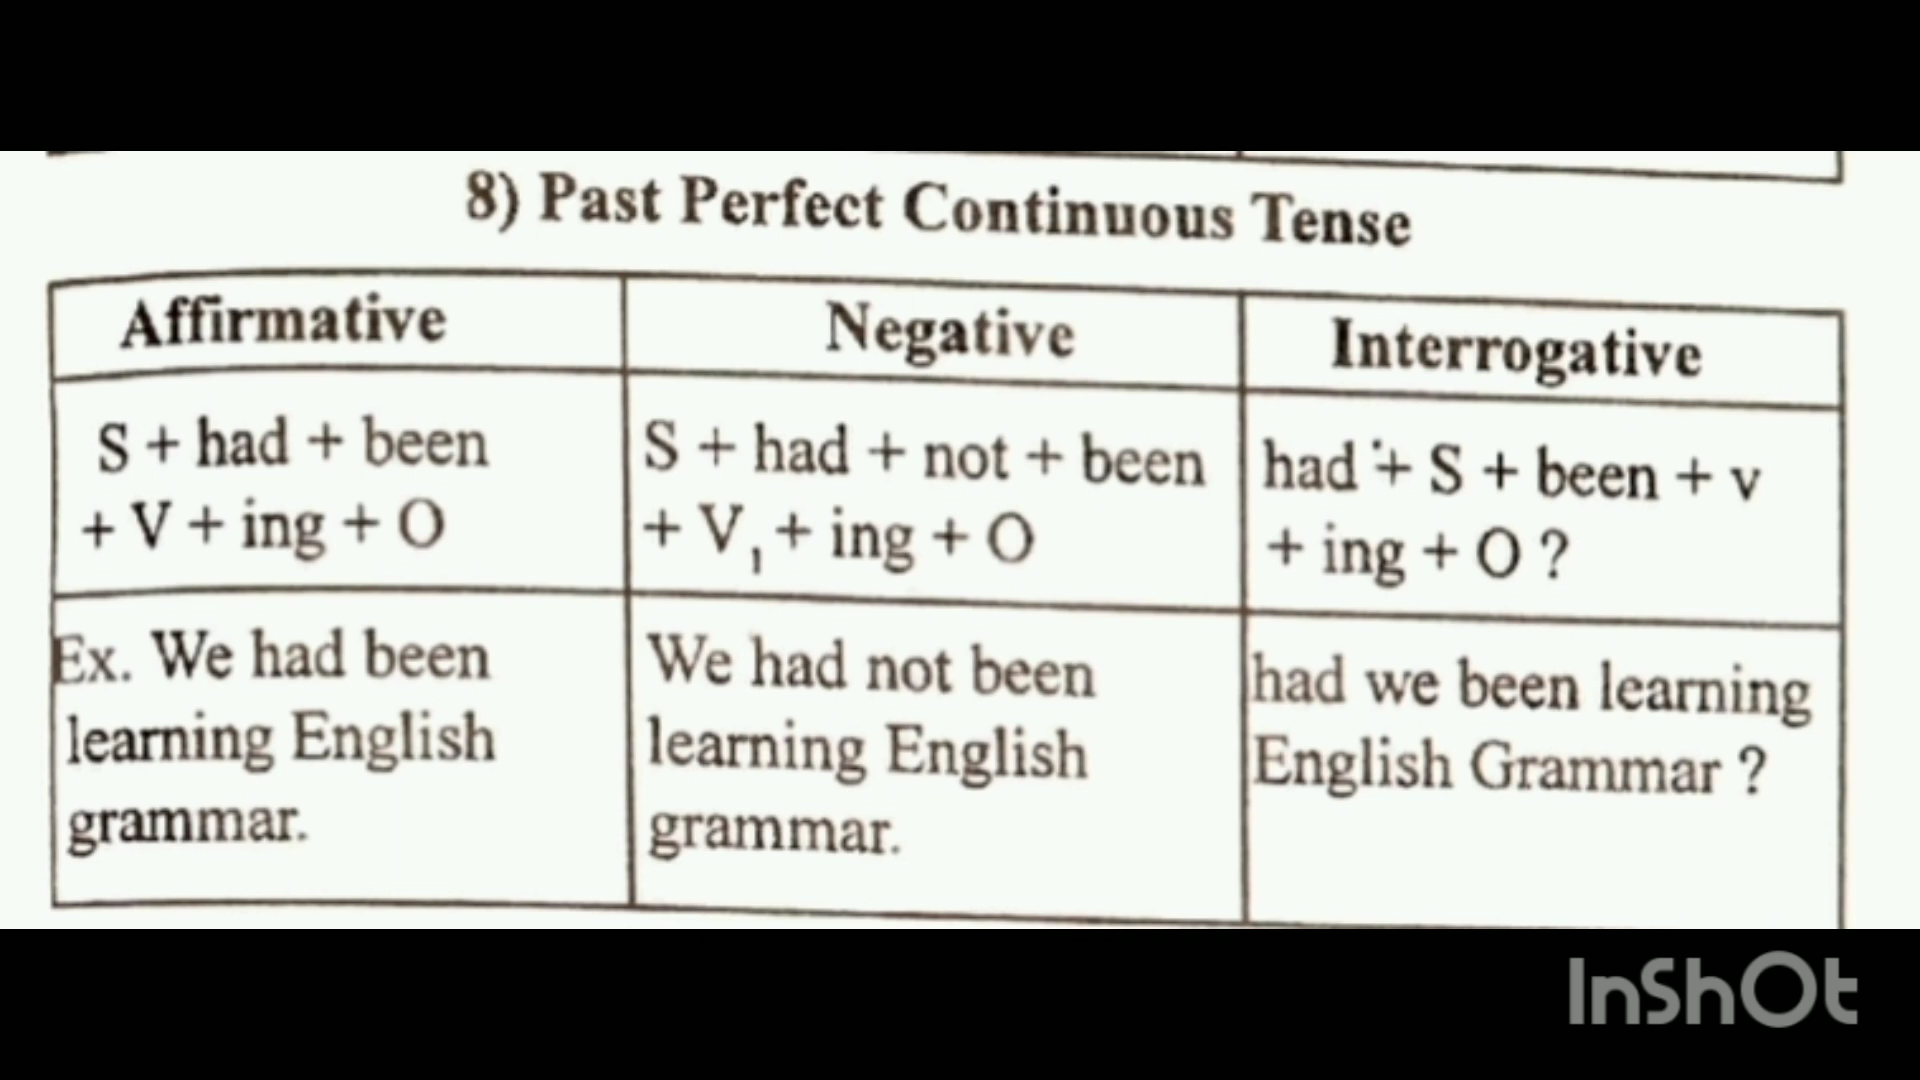 8) Past Perfect Continuous Tense
Affirmative
Negative
Interrogative
S + had + been
+ V + ing + O
S + had + not + been
+ V₁ + ing + O
had + S + been + v
+ ing + O ?
Ex. We had been
learning English
grammar.
We had not been
learning English
grammar.
had we been learning
English Grammar ?
InShOt